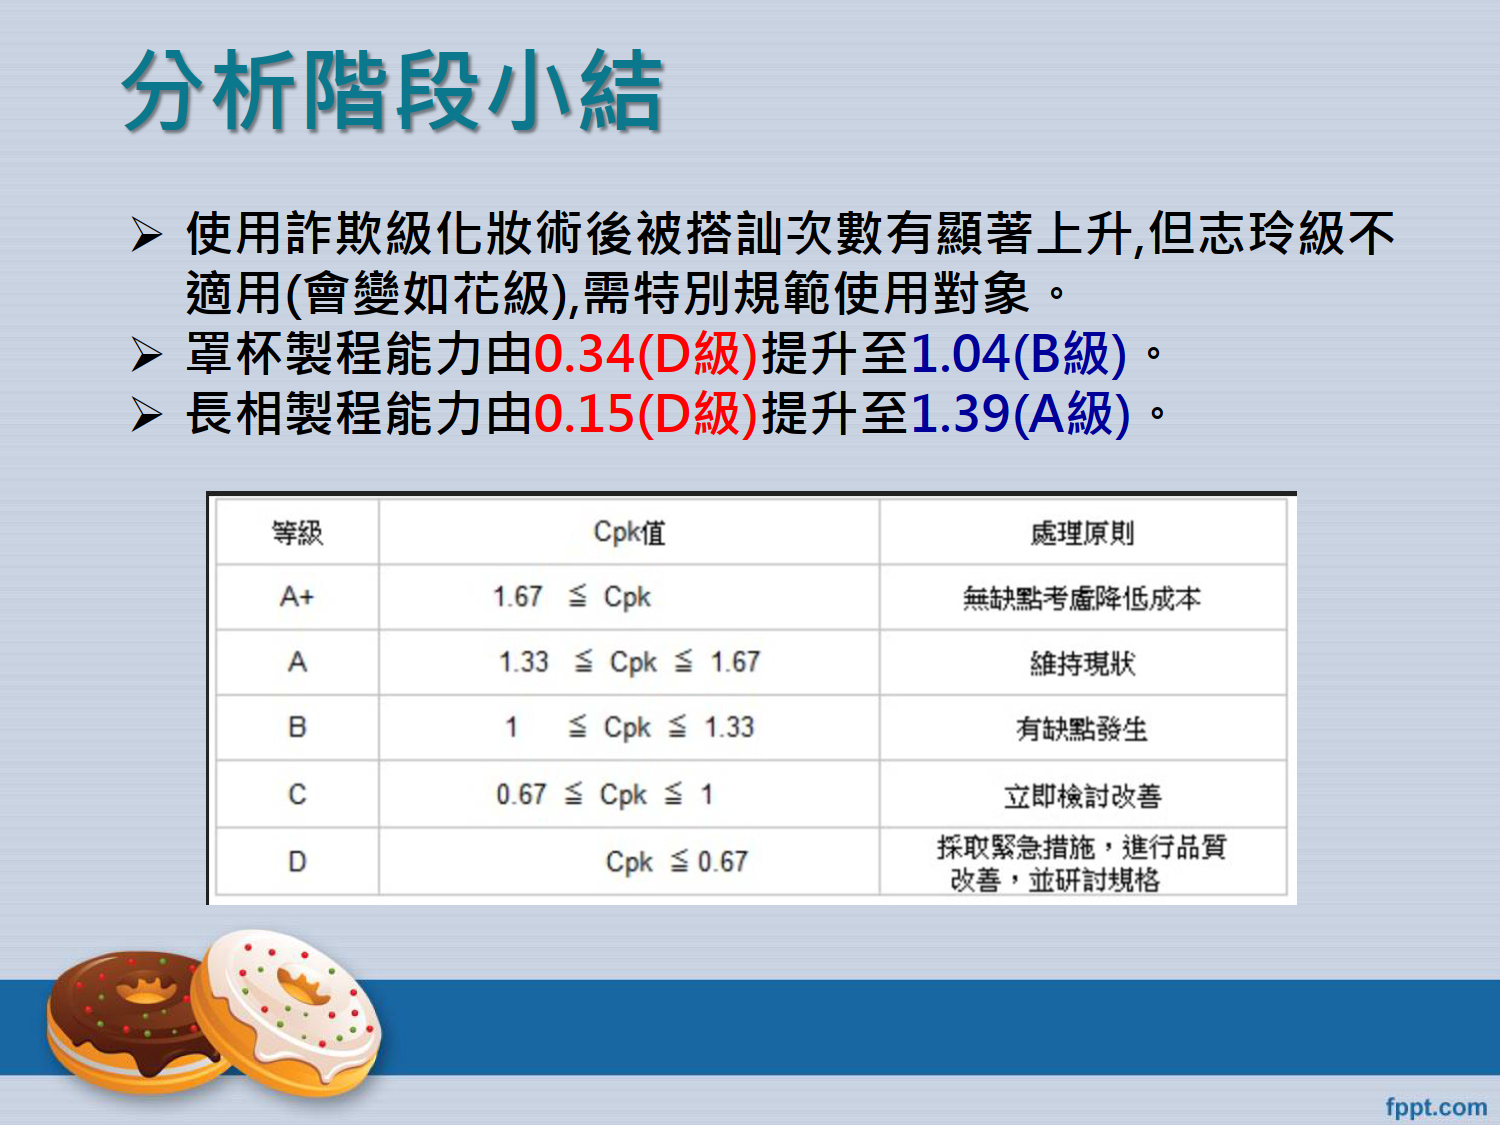 分析階段小結
➢ 使用詐欺級化妝術後被搭訕次數有顯著上升,但志玲級不
適用(會變如花級),需特別規範使用對象。
➢ 罩杯製程能力由0.34(D級)提升至1.04(B級)。
➢ 長相製程能力由0.15(D級)提升至1.39(A級)。
等級 Cpk值 處理原則
A+ 1.67 ≦ Cpk 無缺點考慮降低成本
A 1.33 ≦ Cpk ≦ 1.67 維持現狀
B 1 ≦ Cpk ≦ 1.33 有缺點發生
C 0.67 ≦ Cpk ≦ 1 立即檢討改善
D Cpk ≦0.67 採取緊急措施，進行品質
改善，並研討規格
fppt.com